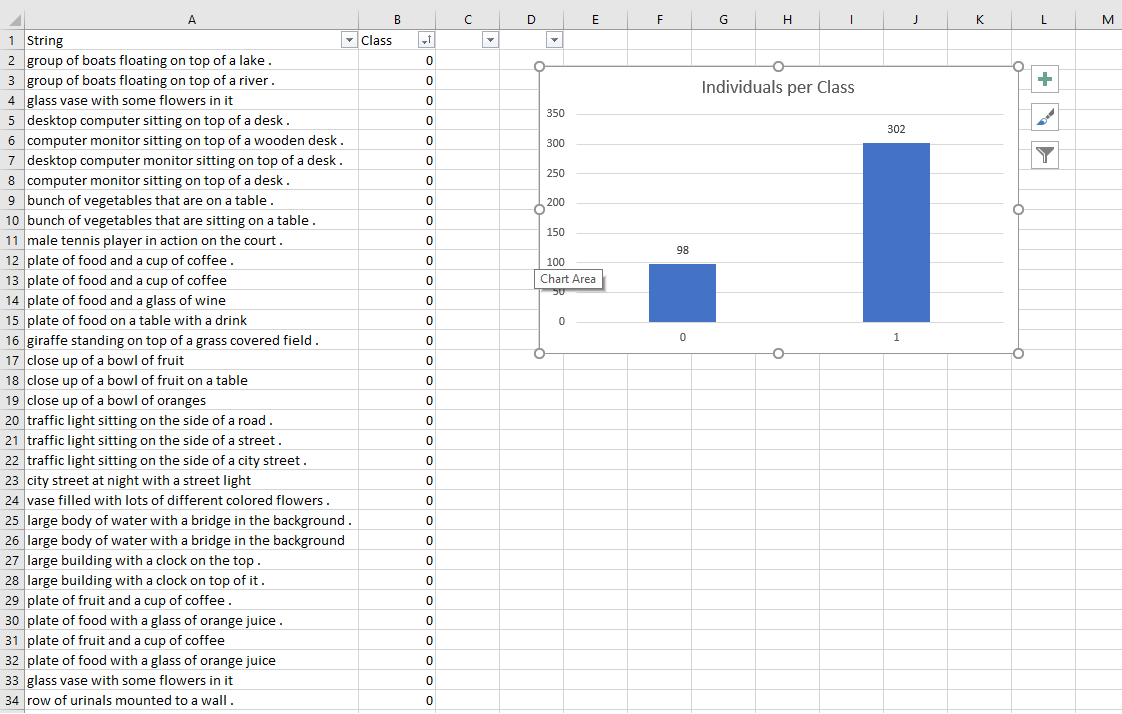 A B C D E F G H I J K L M
1 String Class
2 group of boats floating on top of a lake . 0
3 group of boats floating on top of a river . 0
4 glass vase with some flowers in it 0
5 desktop computer sitting on top of a desk . 0
6 computer monitor sitting on top of a wooden desk . 0
7 desktop computer monitor sitting on top of a desk . 0
8 computer monitor sitting on top of a desk . 0
9 bunch of vegetables that are on a table . 0
10 bunch of vegetables that are sitting on a table . 0
11 male tennis player in action on the court . 0
12 plate of food and a cup of coffee . 0
13 plate of food and a cup of coffee 0
14 plate of food and a glass of wine 0
15 plate of food on a table with a drink 0
16 giraffe standing on top of a grass covered field . 0
17 close up of a bowl of fruit 0
18 close up of a bowl of fruit on a table 0
19 close up of a bowl of oranges 0
20 traffic light sitting on the side of a road . 0
21 traffic light sitting on the side of a street . 0
22 traffic light sitting on the side of a city street . 0
23 city street at night with a street light 0
24 vase filled with lots of different colored flowers . 0
25 large body of water with a bridge in the background . 0
26 large body of water with a bridge in the background 0
27 large building with a clock on the top . 0
28 large building with a clock on top of it . 0
29 plate of fruit and a cup of coffee . 0
30 plate of food with a glass of orange juice . 0
31 plate of fruit and a cup of coffee 0
32 plate of food with a glass of orange juice 0
33 glass vase with some flowers in it 0
34 row of urinals mounted to a wall . 0
Individuals per Class
350
302
300
250
200
150
98
100
Chart Area
50
0
0 1